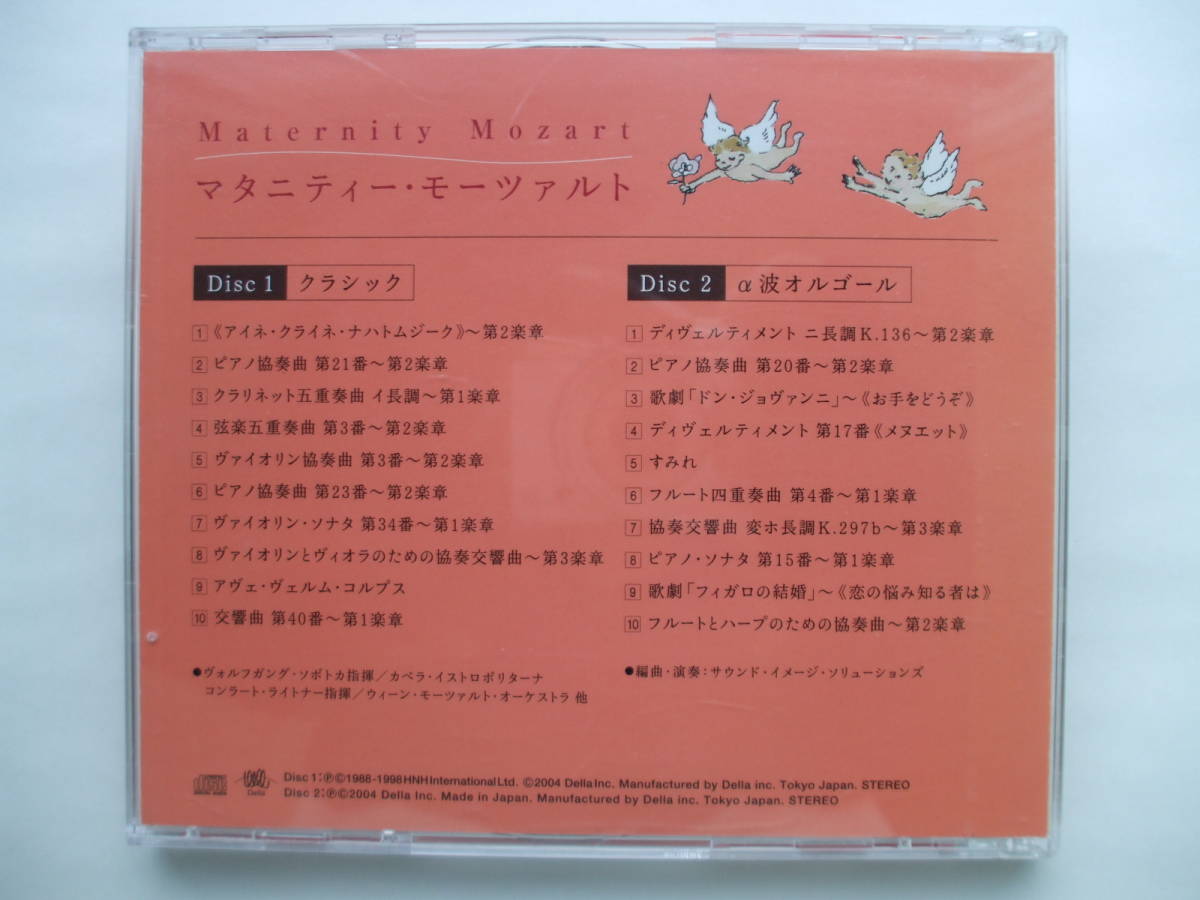 Maternity Mozart
マタニティー・モーツァルト
Disc 1 クラシック
1 《アイネ・クライネ・ナハトムジーク》〜第2楽章
2 ピアノ協奏曲 第21番〜第2楽章
3 クラリネット五重奏曲 イ長調〜第1楽章
4 弦楽五重奏曲 第3番〜第2楽章
5 ヴァイオリン協奏曲 第3番〜第2楽章
6 ピアノ協奏曲 第23番〜第2楽章
7 ヴァイオリン・ソナタ 第34番〜第1楽章
8 ヴァイオリンとヴィオラのための協奏交響曲〜第3楽章
9 アヴェ・ヴェルム・コルプス
10 交響曲 第40番〜第1楽章
●ヴォルフガング・ソボトカ指揮／カペラ・イストロポリターナ
コンラート・ライトナー指揮／ウィーン・モーツァルト・オーケストラ 他
Disc 2 α波オルゴール
1 ディヴェルティメント ニ長調K.136〜第2楽章
2 ピアノ協奏曲 第20番〜第2楽章
3 歌劇「ドン・ジョヴァンニ」〜《お手をどうぞ》
4 ディヴェルティメント 第17番《メヌエット》
5 すみれ
6 フルート四重奏曲 第4番〜第1楽章
7 協奏交響曲 変ホ長調K.297b〜第3楽章
8 ピアノ・ソナタ 第15番〜第1楽章
9 歌劇「フィガロの結婚」〜《恋の悩み知る者は》
10 フルートとハープのための協奏曲〜第2楽章
●編曲・演奏：サウンド・イメージ・ソリューションズ
Della
Disc 1;℗©1988-1998HNHInternationalLtd. ©2004 DellaInc. Manufactured by Della inc. Tokyo Japan. STEREO
Disc 2;℗©2004 Della Inc. Made in Japan. Manufactured by Della inc. Tokyo Japan. STEREO